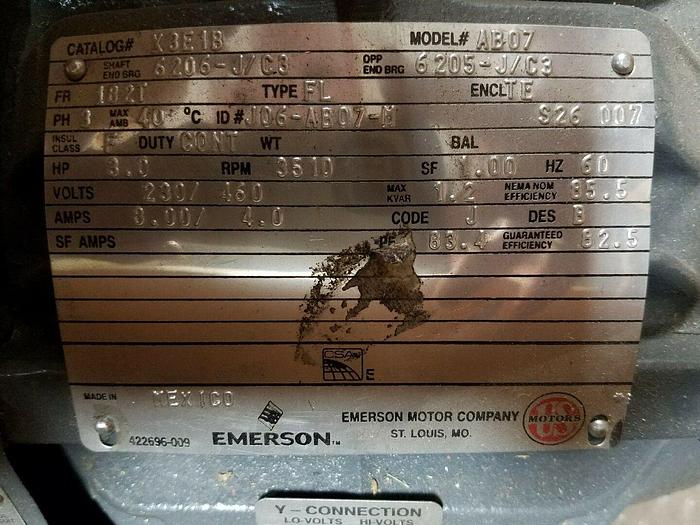 CATALOG# X3E1B MODEL# AB07
SHAFT END BRG 6206-J/C3 OPP END BRG 6205-J/C3
FR 182T TYPE FL ENCL TE
PH 3 MAX AMB 40 °C ID# J06-AB07-M S26 007
INSUL CLASS F DUTY CONT WT BAL
HP 3.0 RPM 3510 SF 1.00 HZ 60
VOLTS 230/ 460 MAX KVAR 1.2 NEMA NOM EFFICIENCY 85.5
AMPS 8.00/ 4.0 CODE J DES B
SF AMPS PF 83.4 GUARANTEED EFFICIENCY 82.5
CSA
E
MADE IN MEXICO
422696-009 EMERSON™ EMERSON MOTOR COMPANY
ST. LOUIS, MO.
US MOTORS
Y – CONNECTION
LO-VOLTS HI-VOLTS